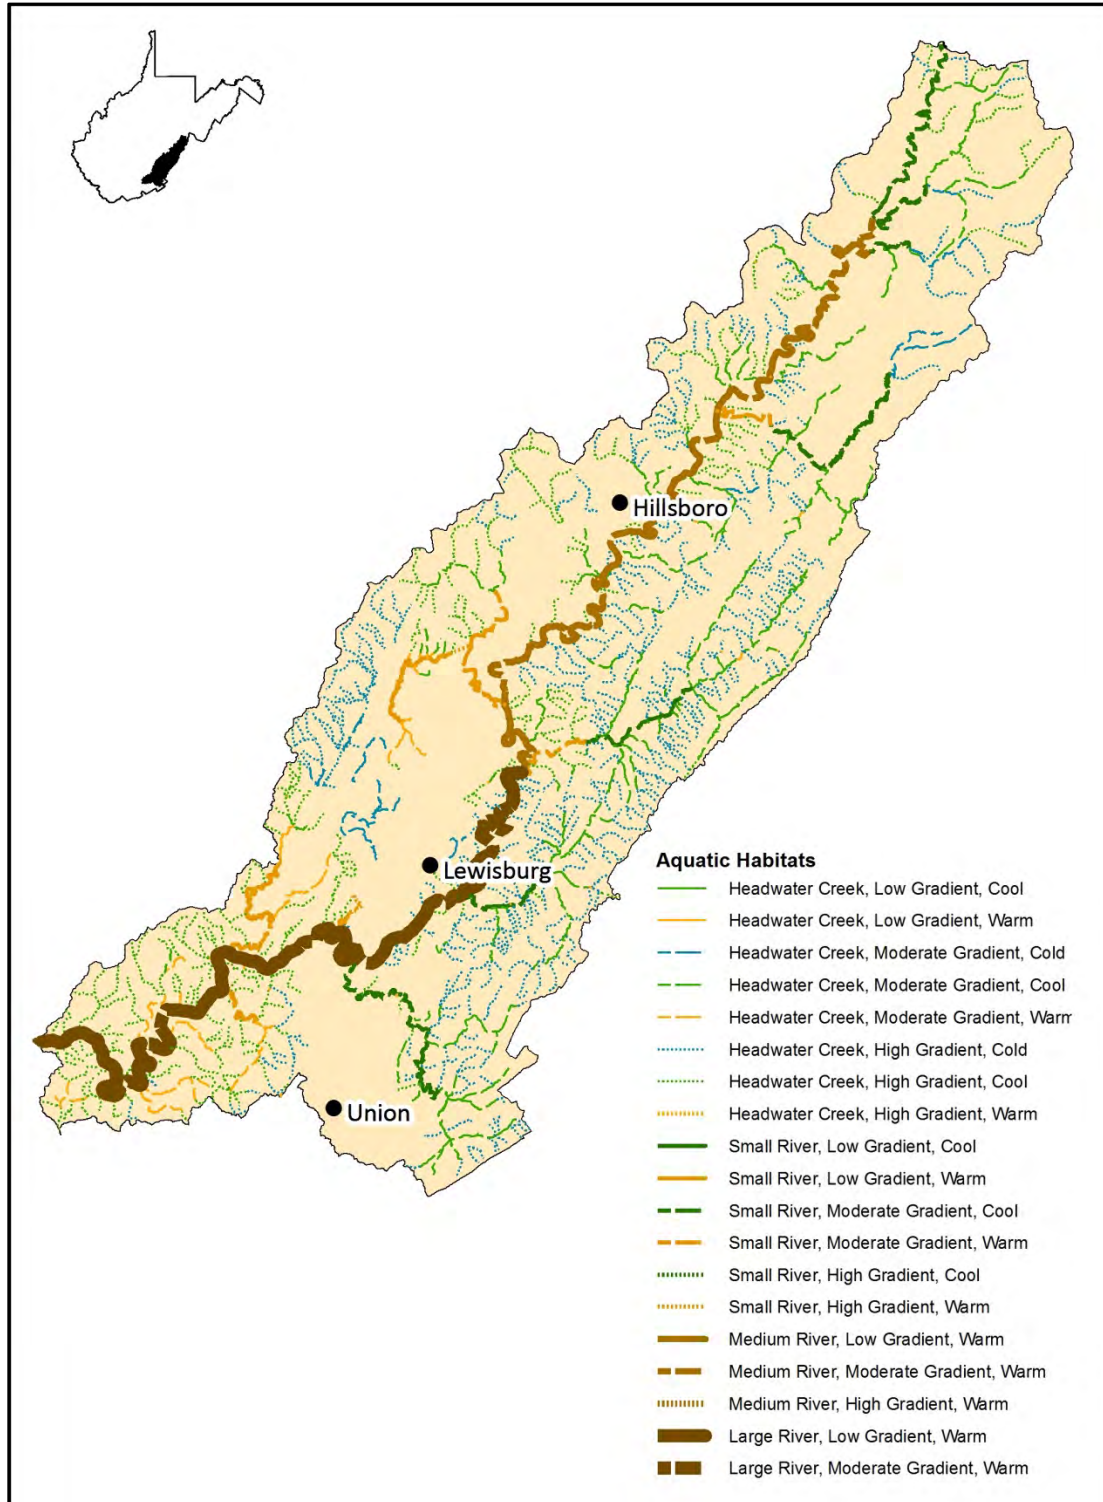 Hillsboro
Lewisburg
Union
Aquatic Habitats
Headwater Creek, Low Gradient, Cool
Headwater Creek, Low Gradient, Warm
Headwater Creek, Moderate Gradient, Cold
Headwater Creek, Moderate Gradient, Cool
Headwater Creek, Moderate Gradient, Warm
Headwater Creek, High Gradient, Cold
Headwater Creek, High Gradient, Cool
Headwater Creek, High Gradient, Warm
Small River, Low Gradient, Cool
Small River, Low Gradient, Warm
Small River, Moderate Gradient, Cool
Small River, Moderate Gradient, Warm
Small River, High Gradient, Cool
Small River, High Gradient, Warm
Medium River, Low Gradient, Warm
Medium River, Moderate Gradient, Warm
Medium River, High Gradient, Warm
Large River, Low Gradient, Warm
Large River, Moderate Gradient, Warm